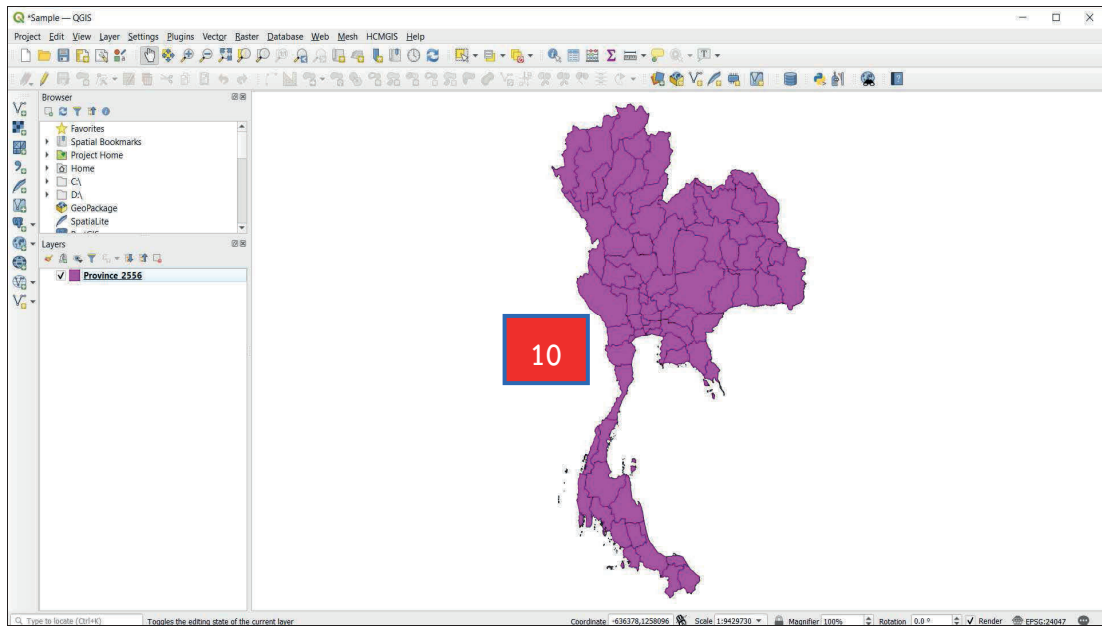 *Sample — QGIS
Project Edit View Layer Settings Plugins Vector Raster Database Web Mesh HCMGIS Help
Browser
Favorites
Spatial Bookmarks
Project Home
Home
C:\
D:\
GeoPackage
SpatiaLite
PostGIS
Layers
Province_2556
10
Type to locate (Ctrl+K)
Toggles the editing state of the current layer
Coordinate -636378,1258096 Scale 1:9429730 Magnifier 100% Rotation 0.0 ° Render EPSG:24047